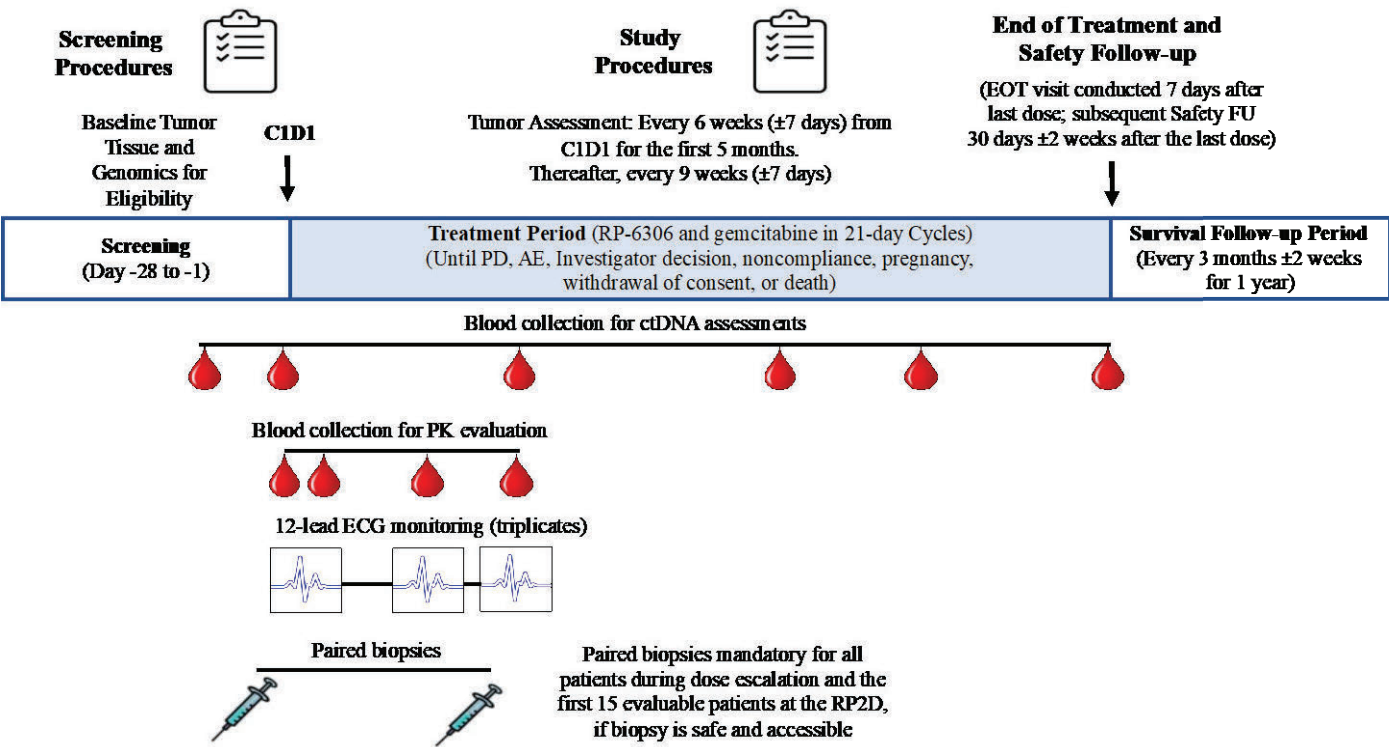 Screening
Procedures
Baseline Tumor
Tissue and
Genomics for
Eligibility
C1D1
Study
Procedures
Tumor Assessment: Every 6 weeks (±7 days) from
C1D1 for the first 5 months.
Thereafter, every 9 weeks (±7 days)
End of Treatment and
Safety Follow-up
(EOT visit conducted 7 days after
last dose; subsequent Safety FU
30 days ±2 weeks after the last dose)
Screening
(Day -28 to -1)
Treatment Period (RP-6306 and gemcitabine in 21-day Cycles)
(Until PD, AE, Investigator decision, noncompliance, pregnancy,
withdrawal of consent, or death)
Survival Follow-up Period
(Every 3 months ±2 weeks
for 1 year)
Blood collection for ctDNA assessments
Blood collection for PK evaluation
12-lead ECG monitoring (triplicates)
Paired biopsies
Paired biopsies mandatory for all
patients during dose escalation and the
first 15 evaluable patients at the RP2D,
if biopsy is safe and accessible